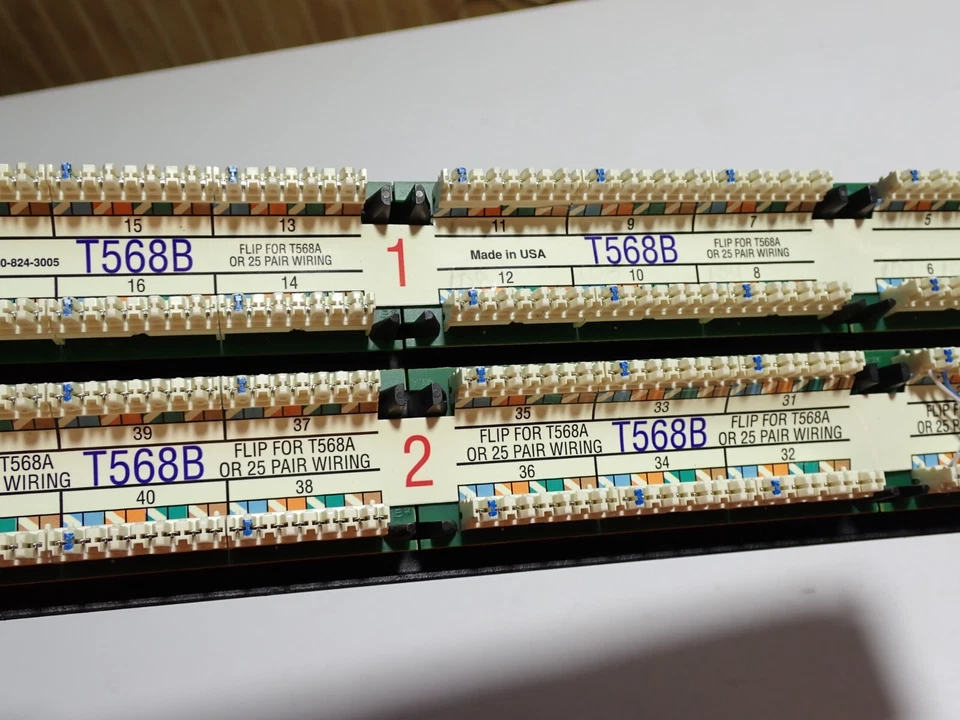 15
13
0-824-3005
T568B
FLIP FOR T568A
OR 25 PAIR WIRING
16
14
1
11
9
7
Made in USA
T568B
FLIP FOR T568A
OR 25 PAIR WIRING
12
10
8
5
6
39
37
T568A
WIRING
T568B
FLIP FOR T568A
OR 25 PAIR WIRING
40
38
2
35
33
31
FLIP FOR T568A
OR 25 PAIR WIRING
T568B
FLIP FOR T568A
OR 25 PAIR WIRING
36
34
32
FLIP F
OR 25 P